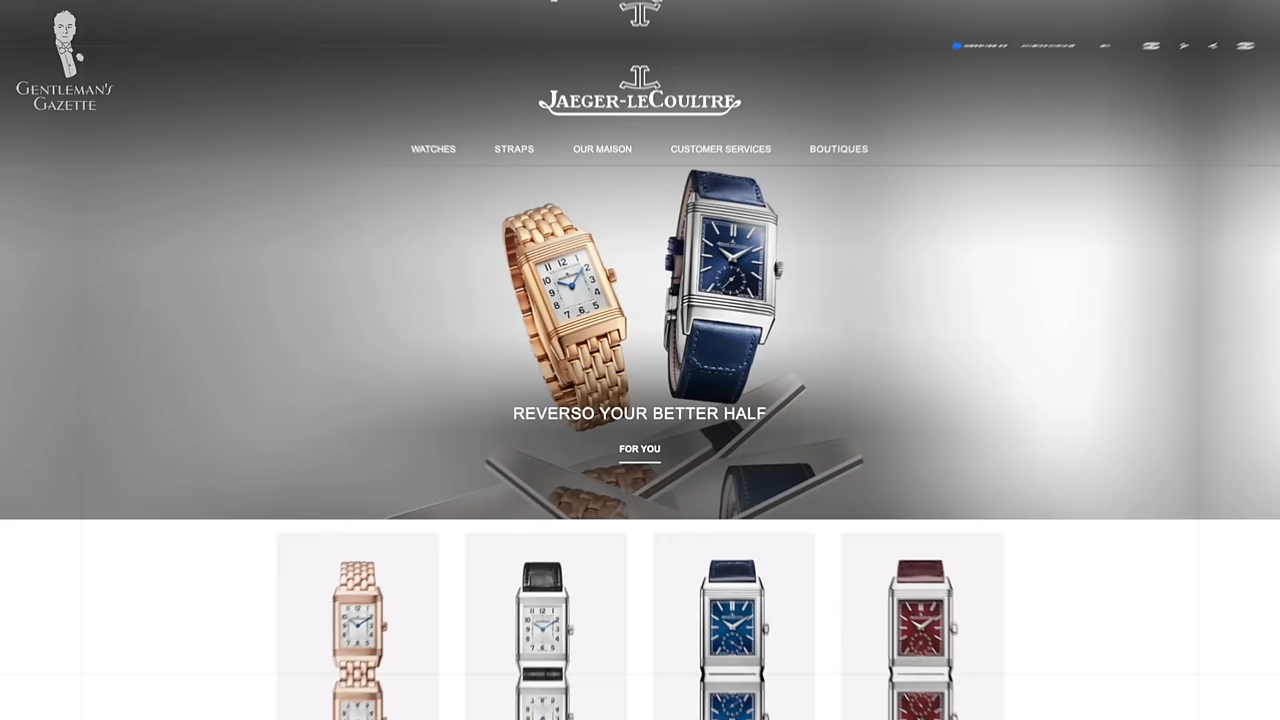 GENTLEMAN'S
GAZETTE
JAEGER-LECOULTRE
WATCHES
STRAPS
OUR MAISON
CUSTOMER SERVICES
BOUTIQUES
REVERSO YOUR BETTER HALF
FOR YOU